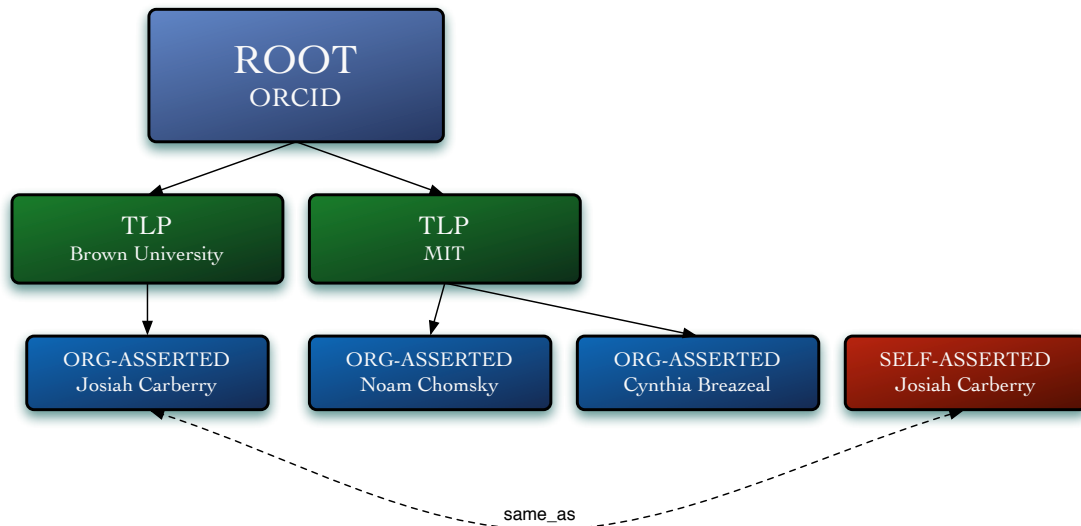 ROOT
ORCID
TLP
Brown University
TLP
MIT
ORG-ASSERTED
Josiah Carberry
ORG-ASSERTED
Noam Chomsky
ORG-ASSERTED
Cynthia Breazeal
SELF-ASSERTED
Josiah Carberry
same_as